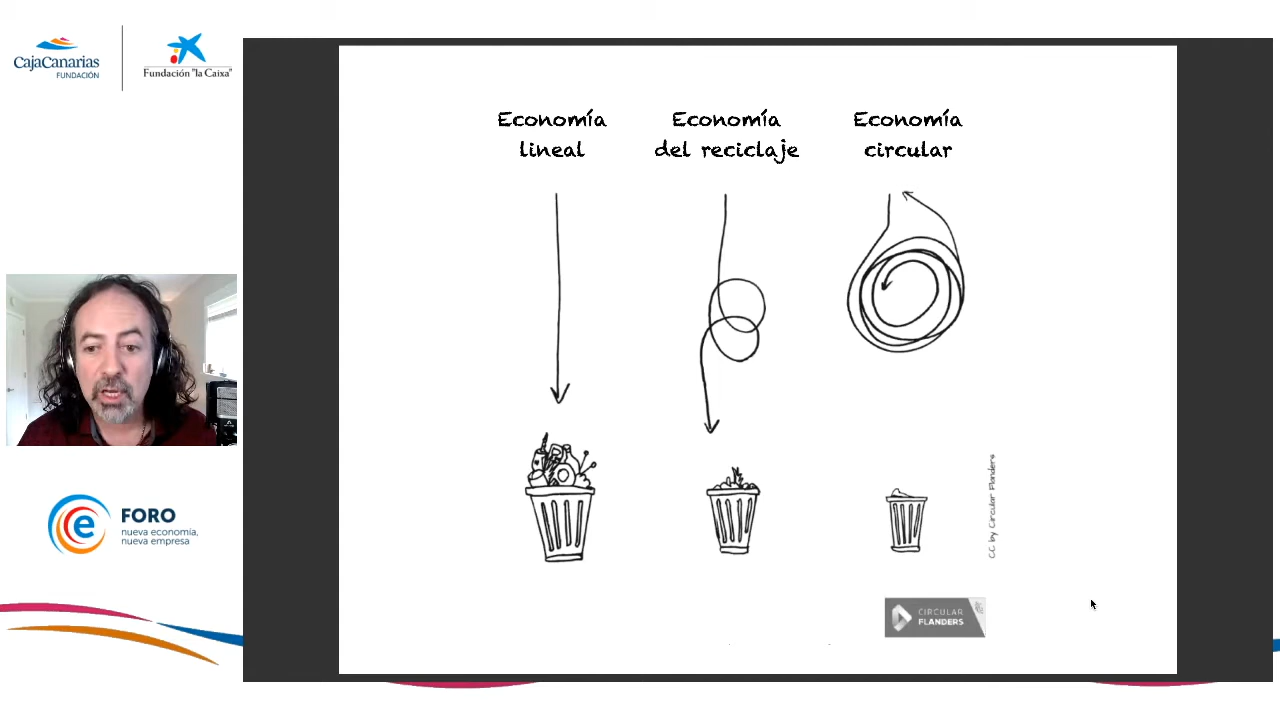 CajaCanarias
FUNDACIÓN
Fundación "la Caixa"
Economía
lineal
Economía
del reciclaje
Economía
circular
CC by Circular Flanders
CIRCULAR
FLANDERS
e
FORO
nueva economía,
nueva empresa